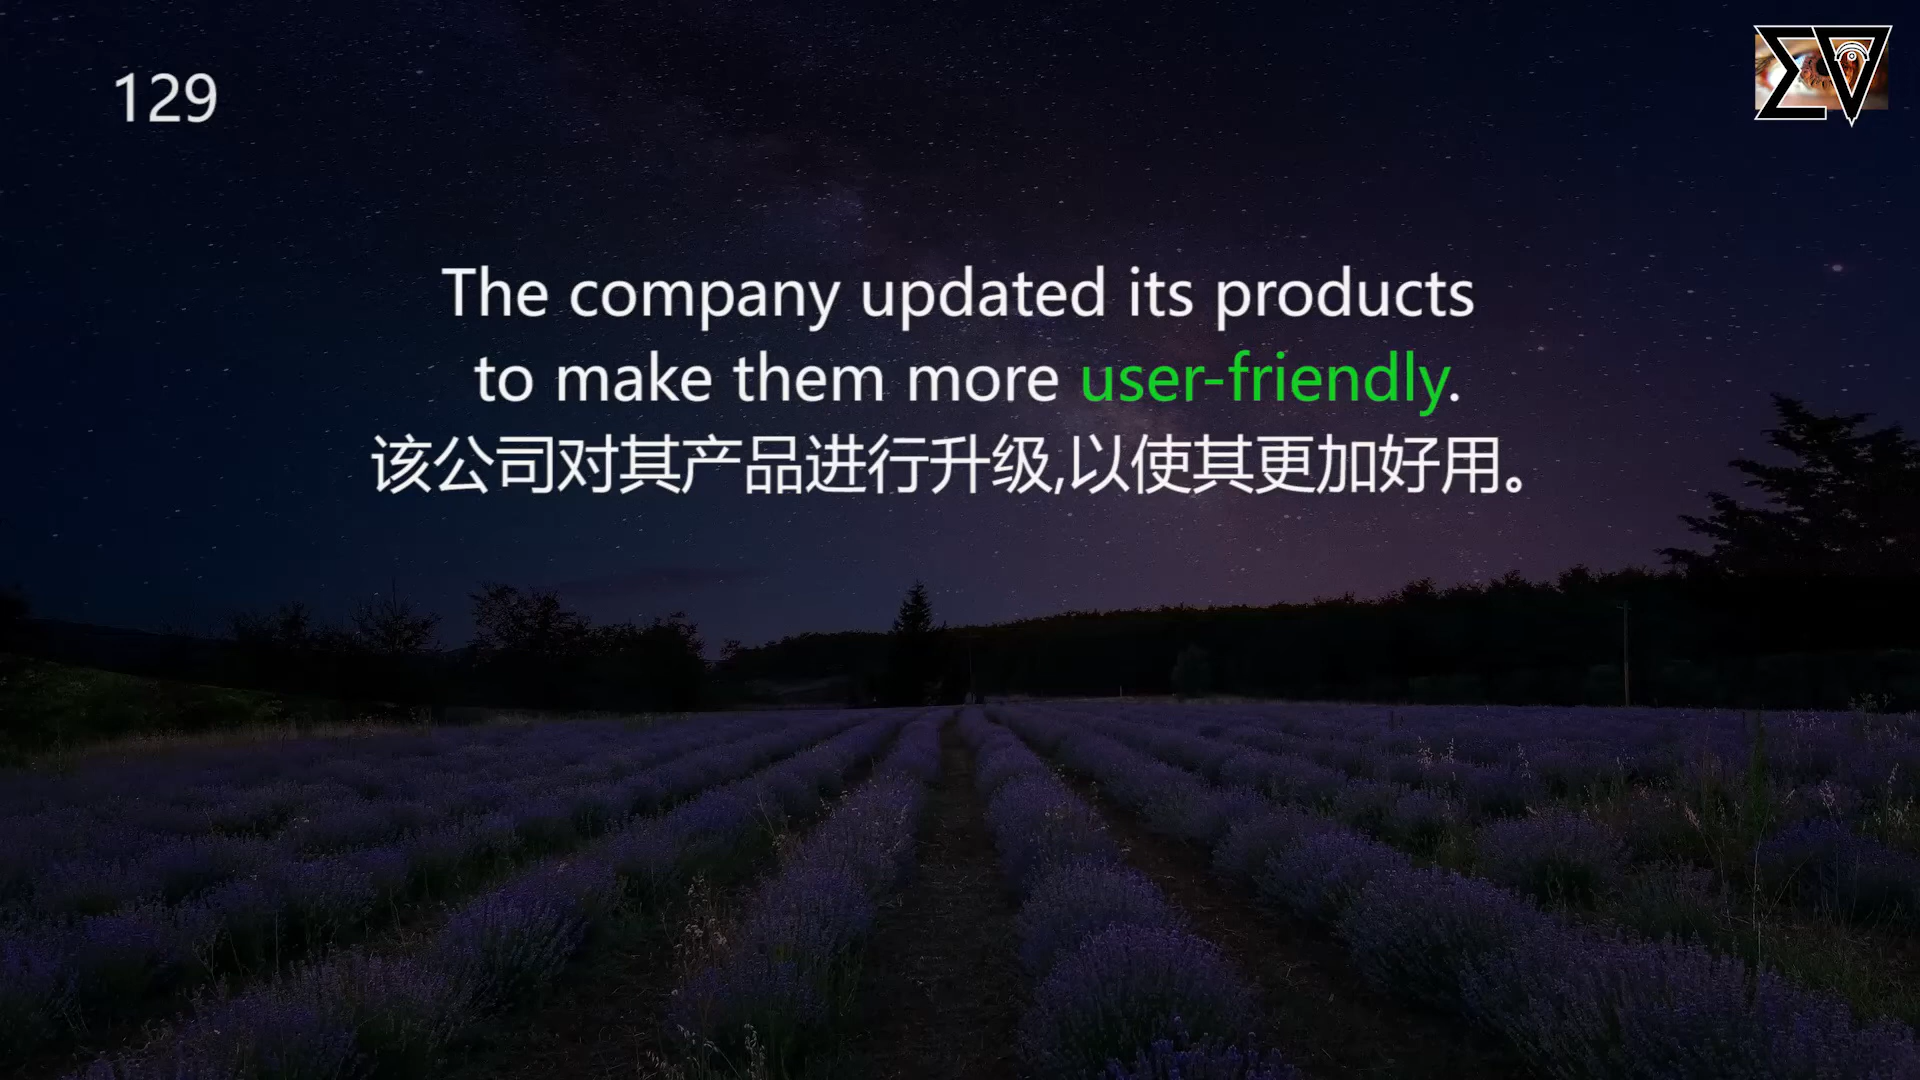 129
The company updated its products
to make them more user-friendly.
该公司对其产品进行升级,以使其更加好用。